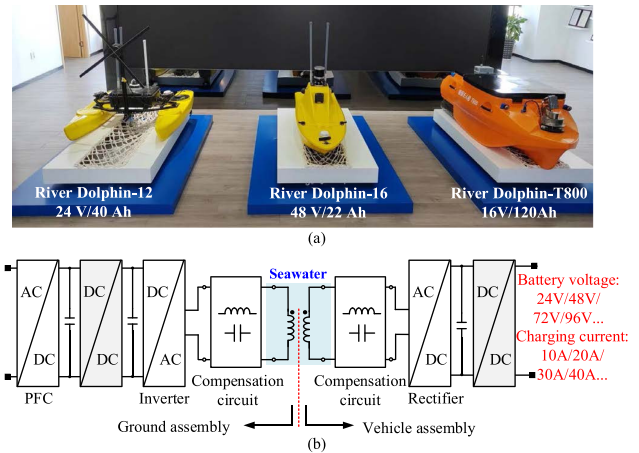 River Dolphin-12
24 V/40 Ah
River Dolphin-16
48 V/22 Ah
River Dolphin-T800
16V/120Ah
(a)
Seawater
AC
DC
DC
DC
DC
AC
AC
DC
DC
DC
Battery voltage:
24V/48V/
72V/96V...
Charging current:
10A/20A/
30A/40A...
PFC
Inverter
Compensation
circuit
Compensation
circuit
Rectifier
Ground assembly
Vehicle assembly
(b)